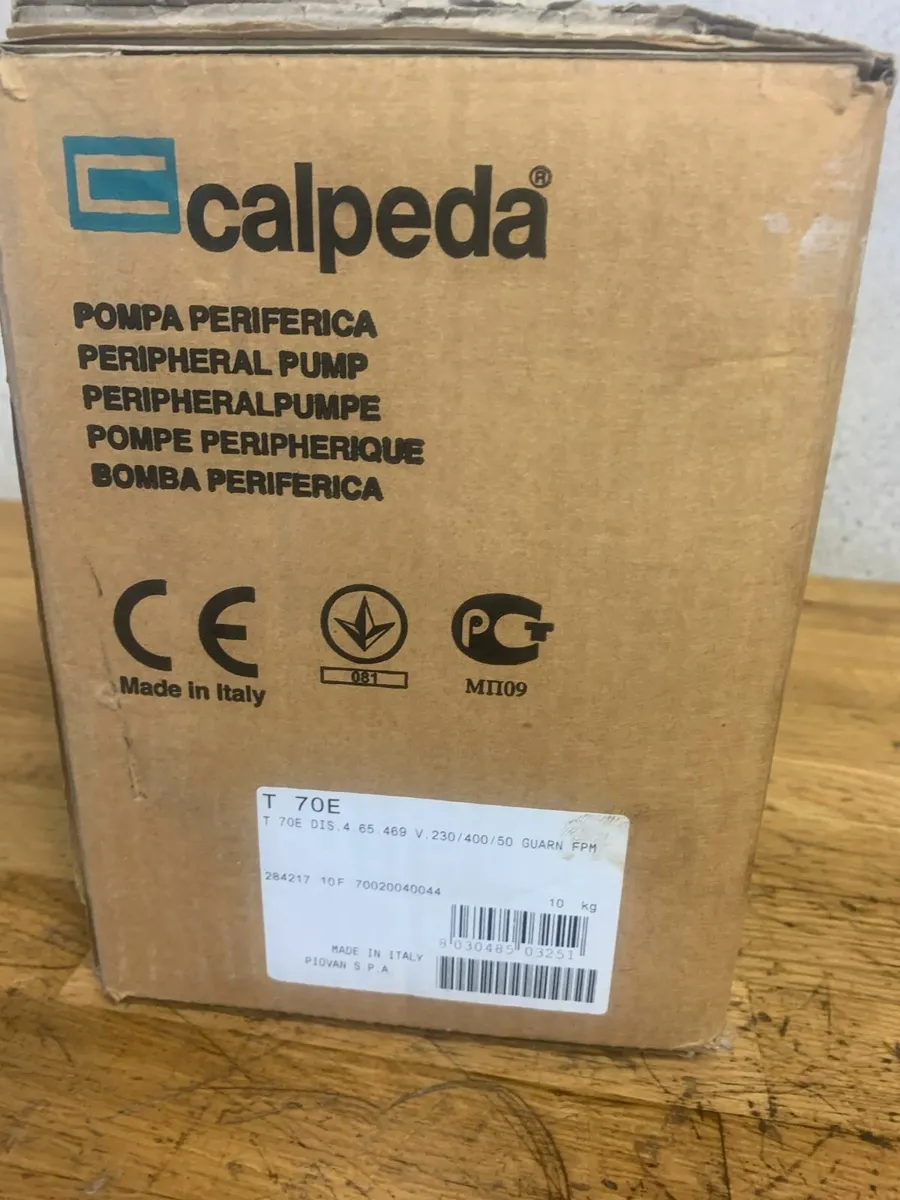 calpeda®
POMPA PERIFERICA
PERIPHERAL PUMP
PERIPHERALPUMPE
POMPE PERIPHERIQUE
BOMBA PERIFERICA
CE
Made in Italy
081
РСТ
МП09
T 70E
T 70E DIS.4.65.469 V.230/400/50 GUARN FPM
284217 10F 70020040044
10 kg
8 030485 03251
MADE IN ITALY
PIOVAN S.P.A.